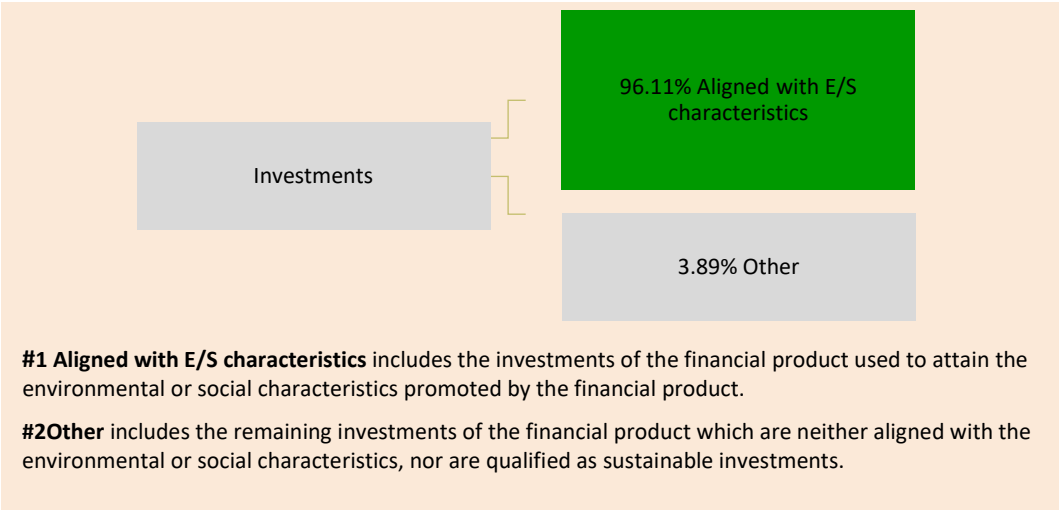 96.11% Aligned with E/S
characteristics
Investments
3.89% Other
#1 Aligned with E/S characteristics includes the investments of the financial product used to attain the
environmental or social characteristics promoted by the financial product.
#2Other includes the remaining investments of the financial product which are neither aligned with the
environmental or social characteristics, nor are qualified as sustainable investments.